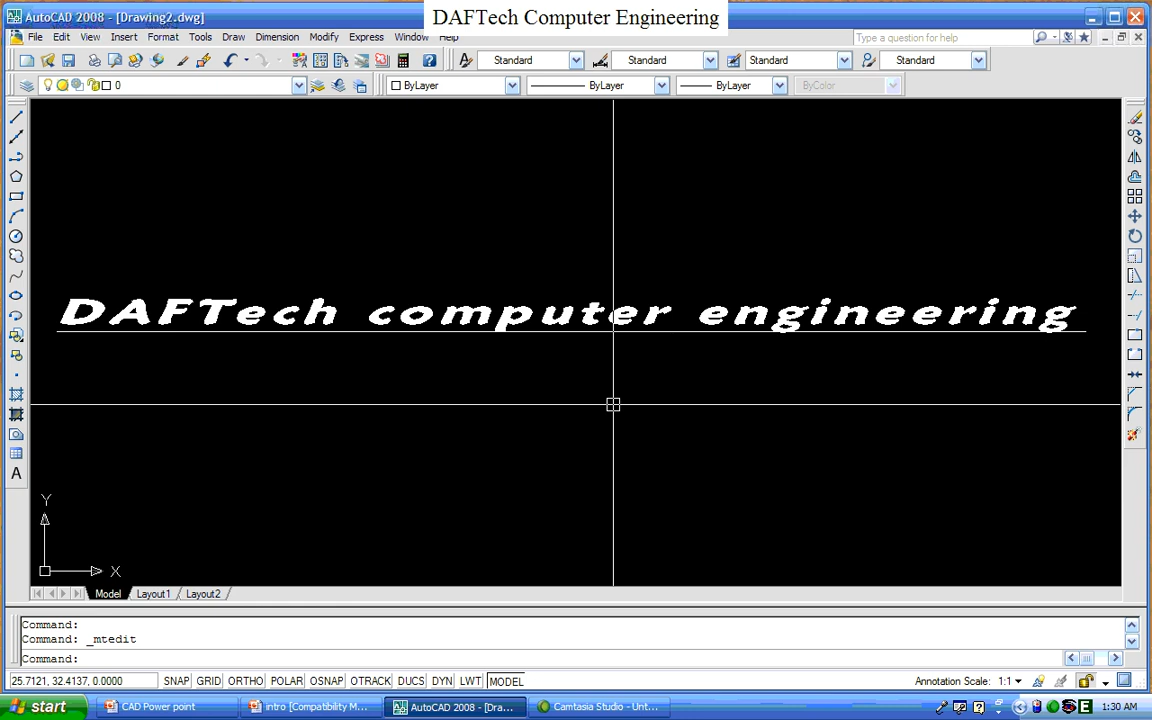 AutoCAD 2008 - [Drawing2.dwg]
DAFTech Computer Engineering
File Edit View Insert Format Tools Draw Dimension Modify Express Window Help
Type a question for help
Standard Standard Standard Standard
0 ByLayer ByLayer ByLayer ByColor
DAFTech computer engineering
A
Y
X
Model Layout1 Layout2
Command:
Command: _mtedit
Command:
25.7121, 32.4137, 0.0000 SNAP GRID ORTHO POLAR OSNAP OTRACK DUCS DYN LWT MODEL Annotation Scale: 1:1
start CAD Power point intro [Compatibility M... AutoCAD 2008 - [Dra... Camtasia Studio - Unt... E 1:30 AM